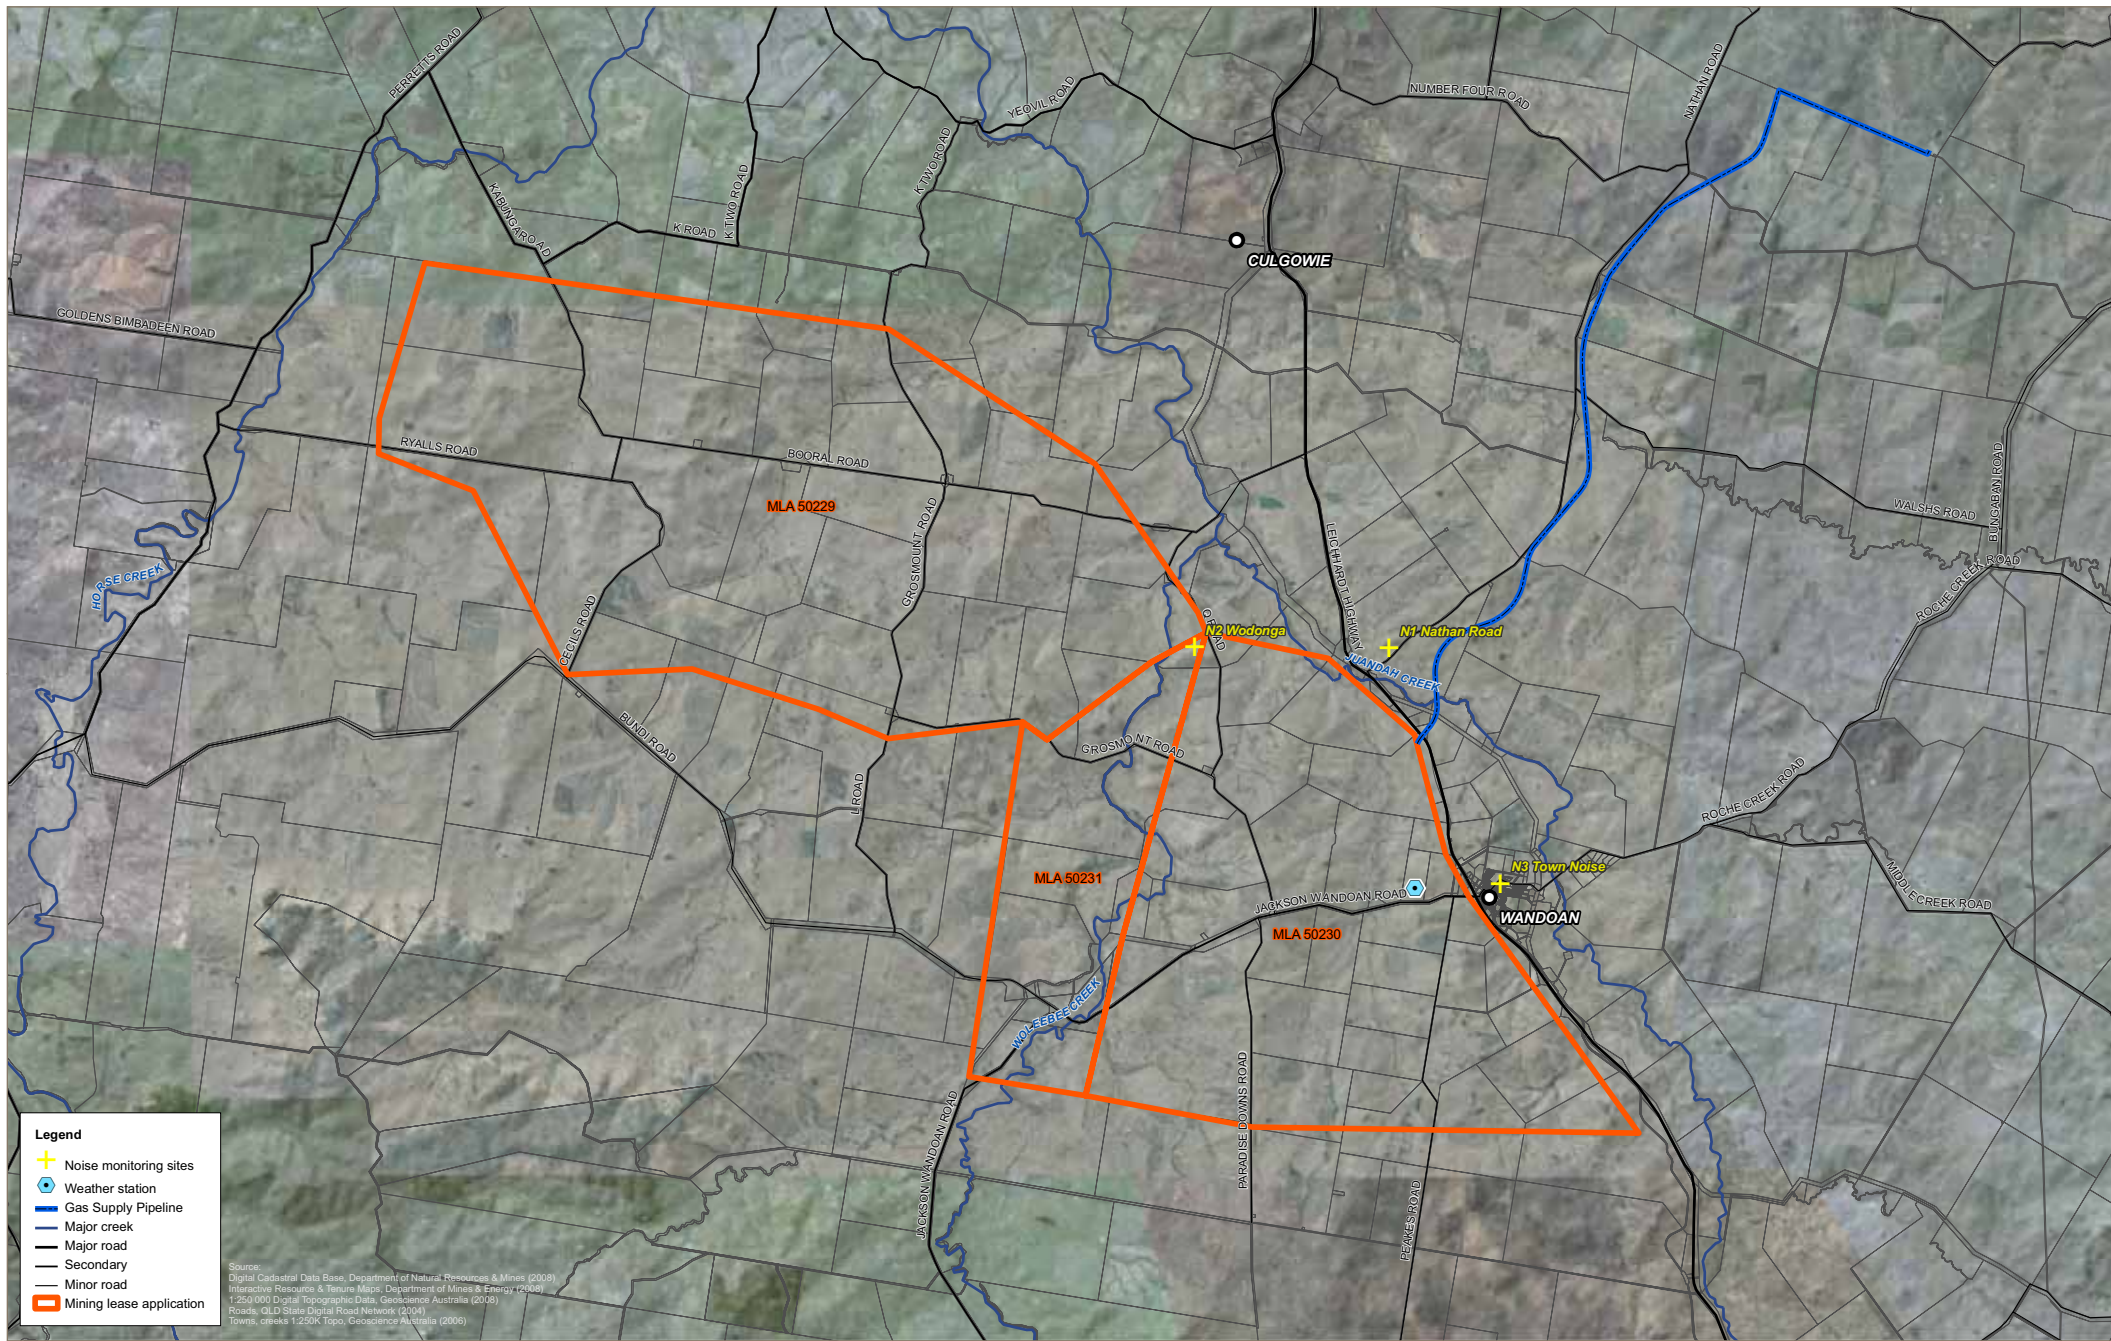 PERRETTS ROAD
YEOVIL ROAD
NUMBER FOUR ROAD
NATHAN ROAD
K TWO ROAD
K TWO ROAD
KABUNGA ROAD
K ROAD
CULGOWIE
GOLDENS BIMBADEEN ROAD
RYALLS ROAD
BOORAL ROAD
MLA 50229
GROSMOUNT ROAD
LEICHHARDT HIGHWAY
WALSHS ROAD
BUNGABAN ROAD
ROCHE CREEK ROAD
HORSE CREEK
CECILS ROAD
Q ROAD
N2 Wodonga
N1 Nathan Road
JUANDAH CREEK
BUNDI ROAD
GROSMONT ROAD
L ROAD
ROCHE CREEK ROAD
MLA 50231
N3 Town Noise
MIDDLE CREEK ROAD
JACKSON WANDOAN ROAD
WANDOAN
MLA 50230
WOLEEBEE CREEK
PARADISE DOWNS ROAD
JACKSON WANDOAN ROAD
PEAKES ROAD
Legend
Noise monitoring sites
Weather station
Gas Supply Pipeline
Major creek
Major road
Secondary
Minor road
Mining lease application
Source:
Digital Cadastral Data Base, Department of Natural Resources & Mines (2008)
Interactive Resource & Tenure Maps, Department of Mines & Energy (2008)
1:250 000 Digital Topographic Data, Geoscience Australia (2008)
Roads, QLD State Digital Road Network (2004)
Towns, creeks 1:250K Topo, Geoscience Australia (2006)